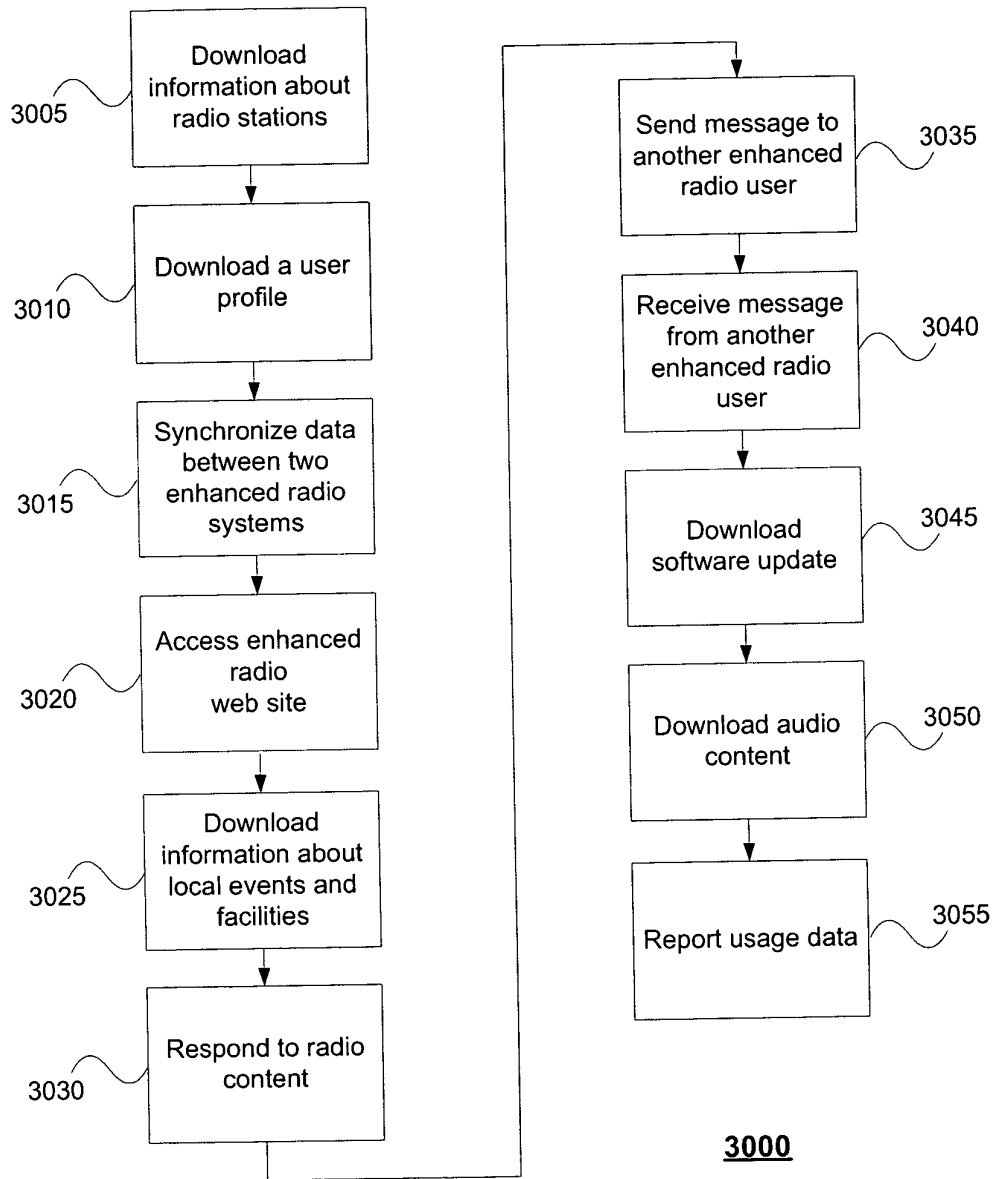 Download
information about
radio stations
3005
Download a user
profile
3010
Synchronize data
between two
enhanced radio
systems
3015
Access enhanced
radio
web site
3020
Download
information about
local events and
facilities
3025
Respond to radio
content
3030
Send message to
another enhanced
radio user
3035
Receive message
from another
enhanced radio
user
3040
Download
software update
3045
Download audio
content
3050
Report usage data
3055
3000